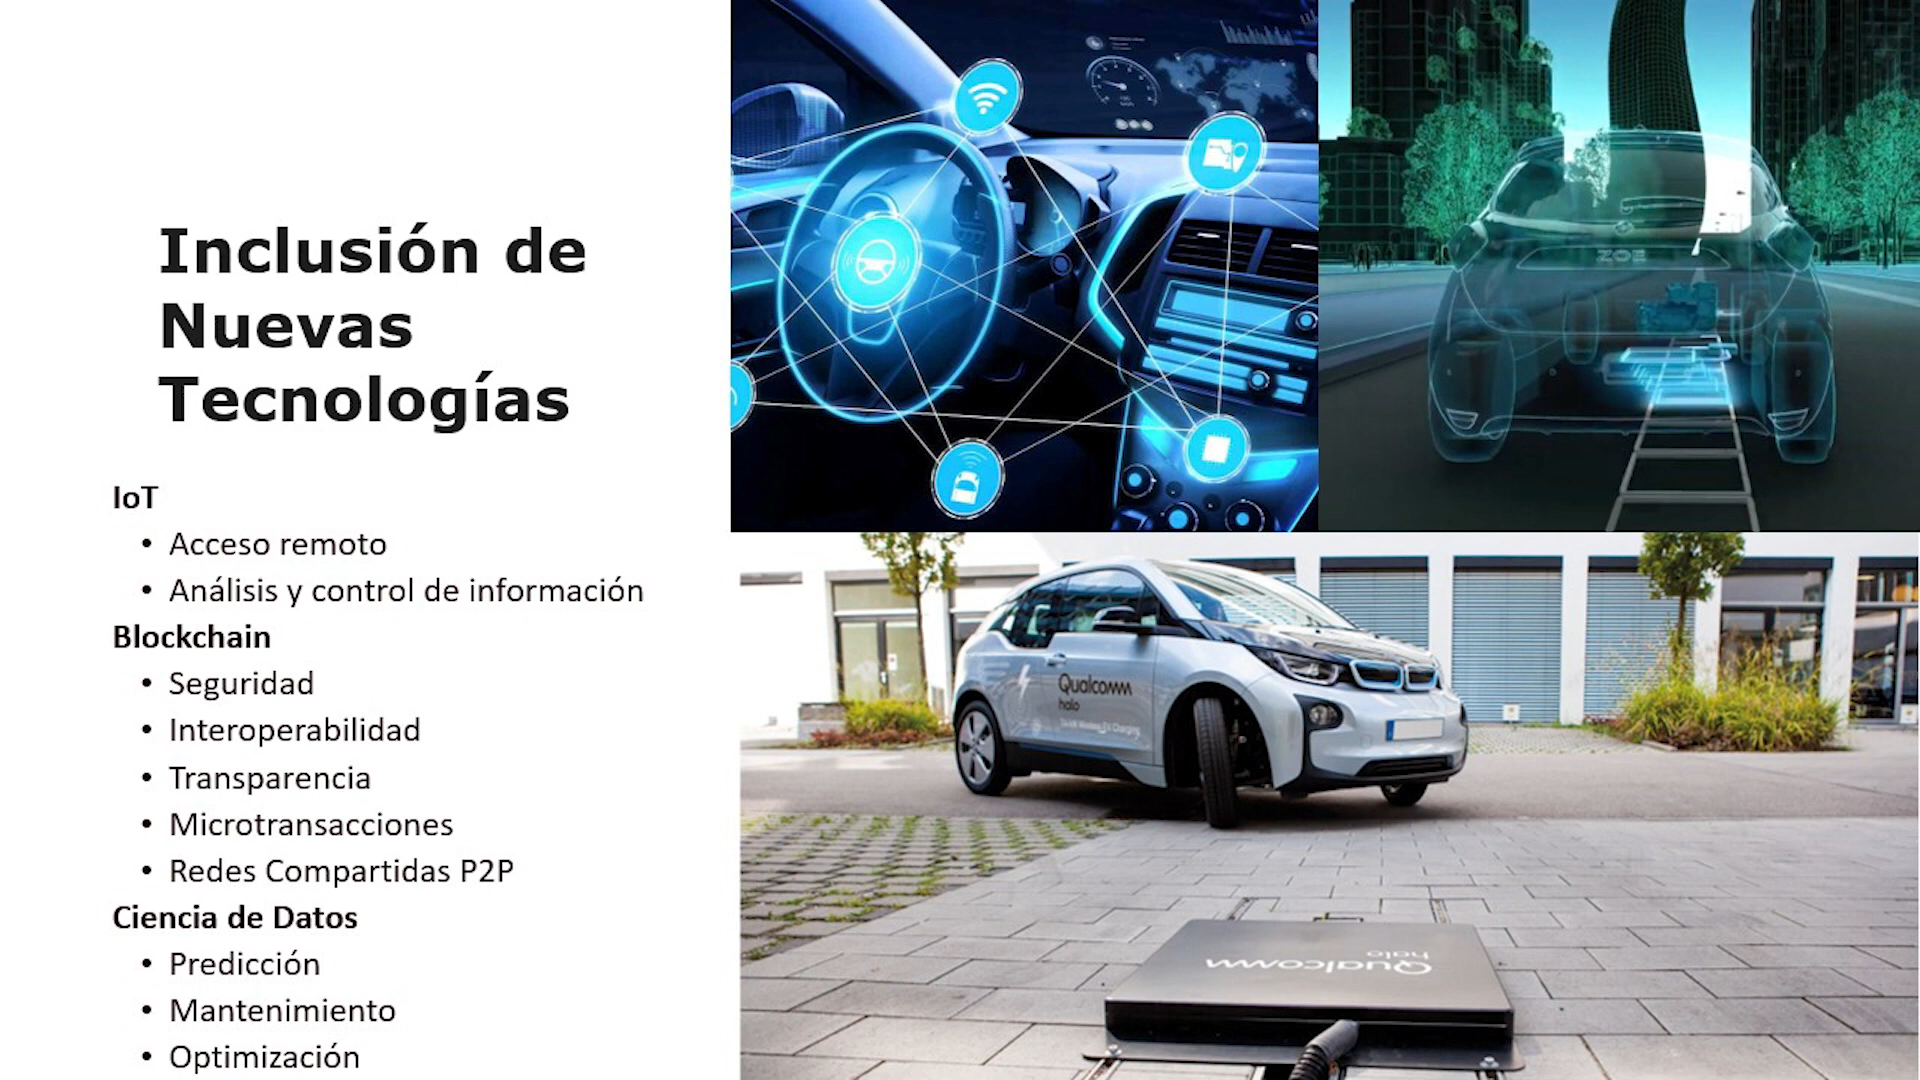 Inclusión de
Nuevas
Tecnologías
IoT
• Acceso remoto
• Análisis y control de información
Blockchain
• Seguridad
• Interoperabilidad
• Transparencia
• Microtransacciones
• Redes Compartidas P2P
Ciencia de Datos
• Predicción
• Mantenimiento
• Optimización
ZOE
Qualcomm
halo
Qualcomm
halo